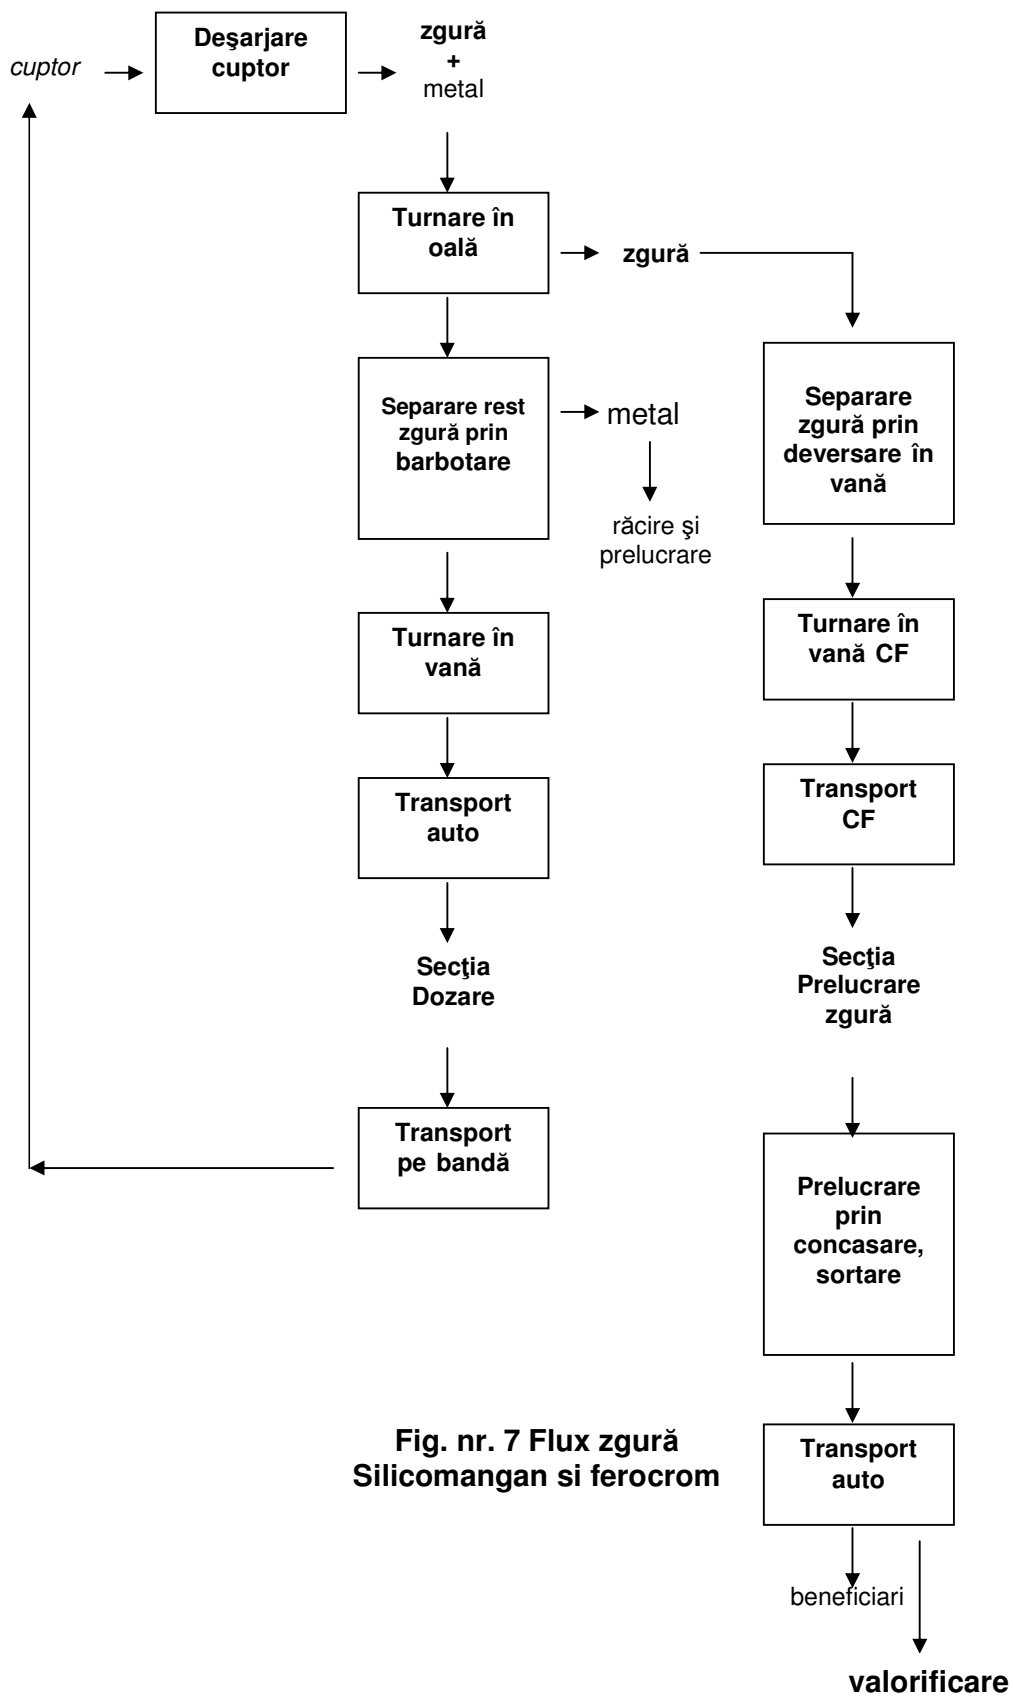 cuptor
Deşarjare
cuptor
zgură
+
metal
Turnare în
oală
zgură
Separare rest
zgură prin
barbotare
metal
răcire şi
prelucrare
Separare
zgură prin
deversare în
vană
Turnare în
vană
Turnare în
vană CF
Transport
auto
Transport
CF
Secţia
Dozare
Secţia
Prelucrare
zgură
Transport
pe bandă
Prelucrare
prin
concasare,
sortare
Fig. nr. 7 Flux zgură
Silicomangan si ferocrom
Transport
auto
beneficiari
valorificare